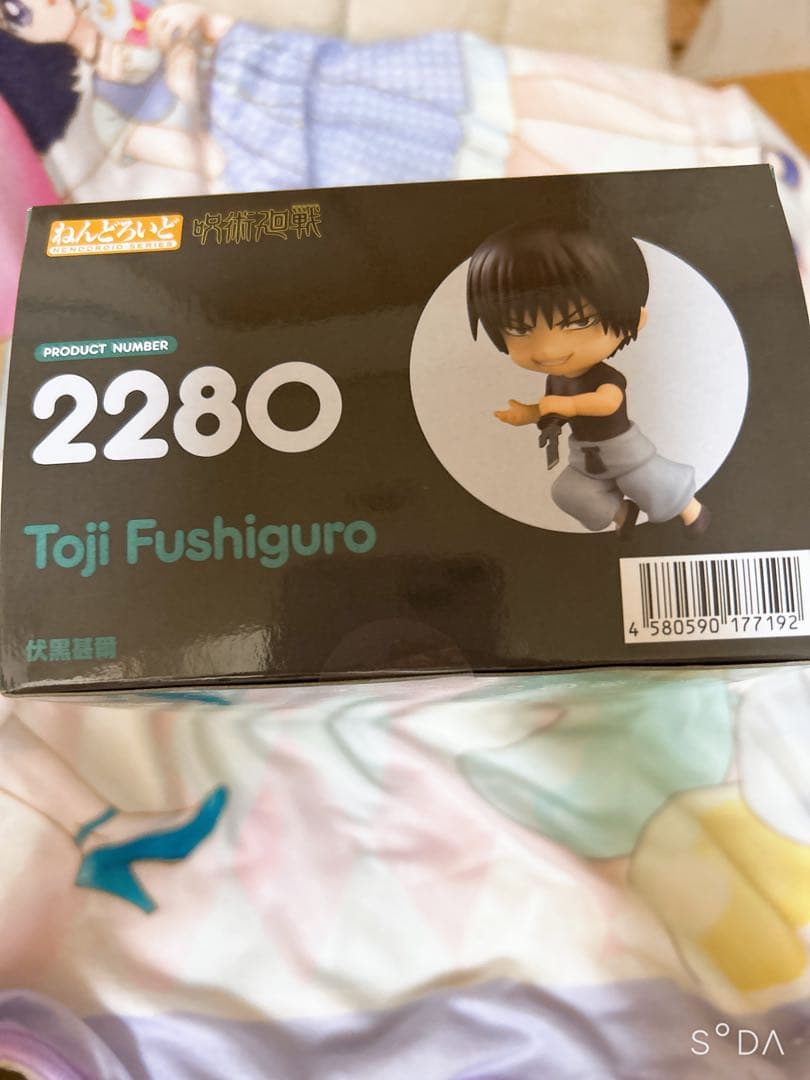 ねんどろいど
NENDOROID SERIES
呪術廻戦
PRODUCT NUMBER
2280
Toji Fushiguro
伏黒甚爾
4 580590 177192
SODA